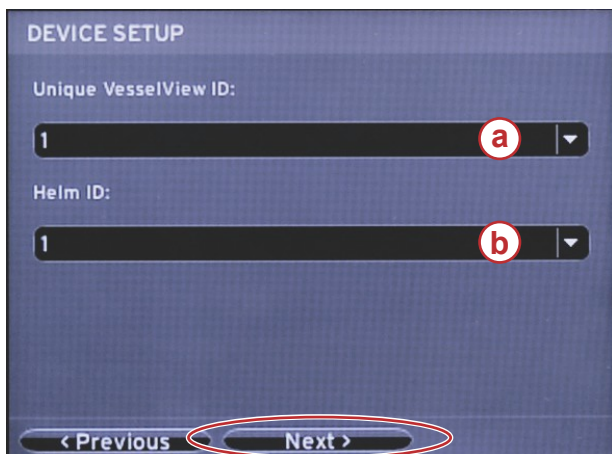 DEVICE SETUP
Unique VesselView ID:
1
a
Helm ID:
1
b
< Previous
Next >